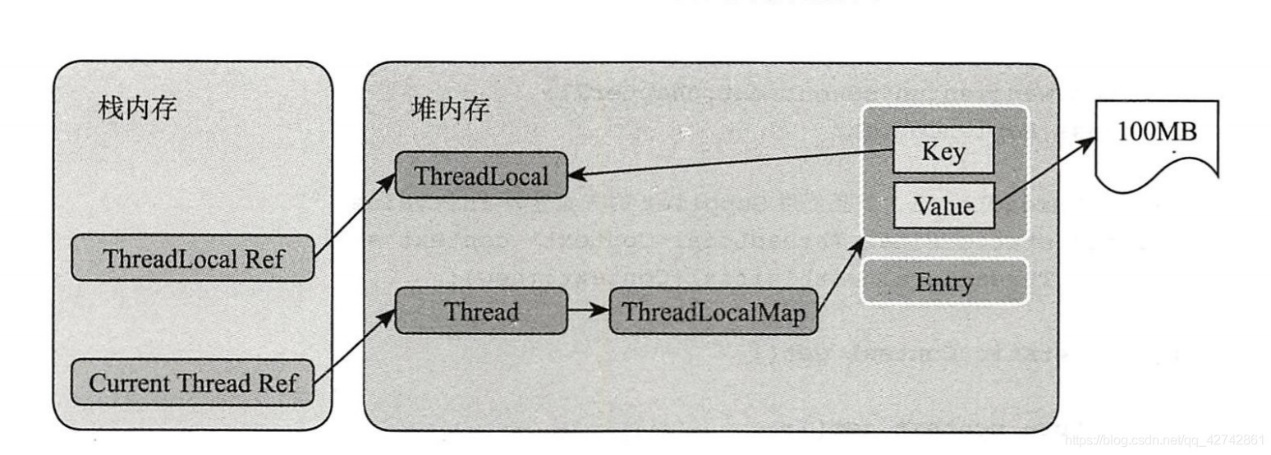 栈内存
堆内存
Key
100MB
ThreadLocal
Value
ThreadLocal Ref
Entry
Thread
ThreadLocalMap
Current Thread Ref
https://blog.csdn.net/qq_42742861